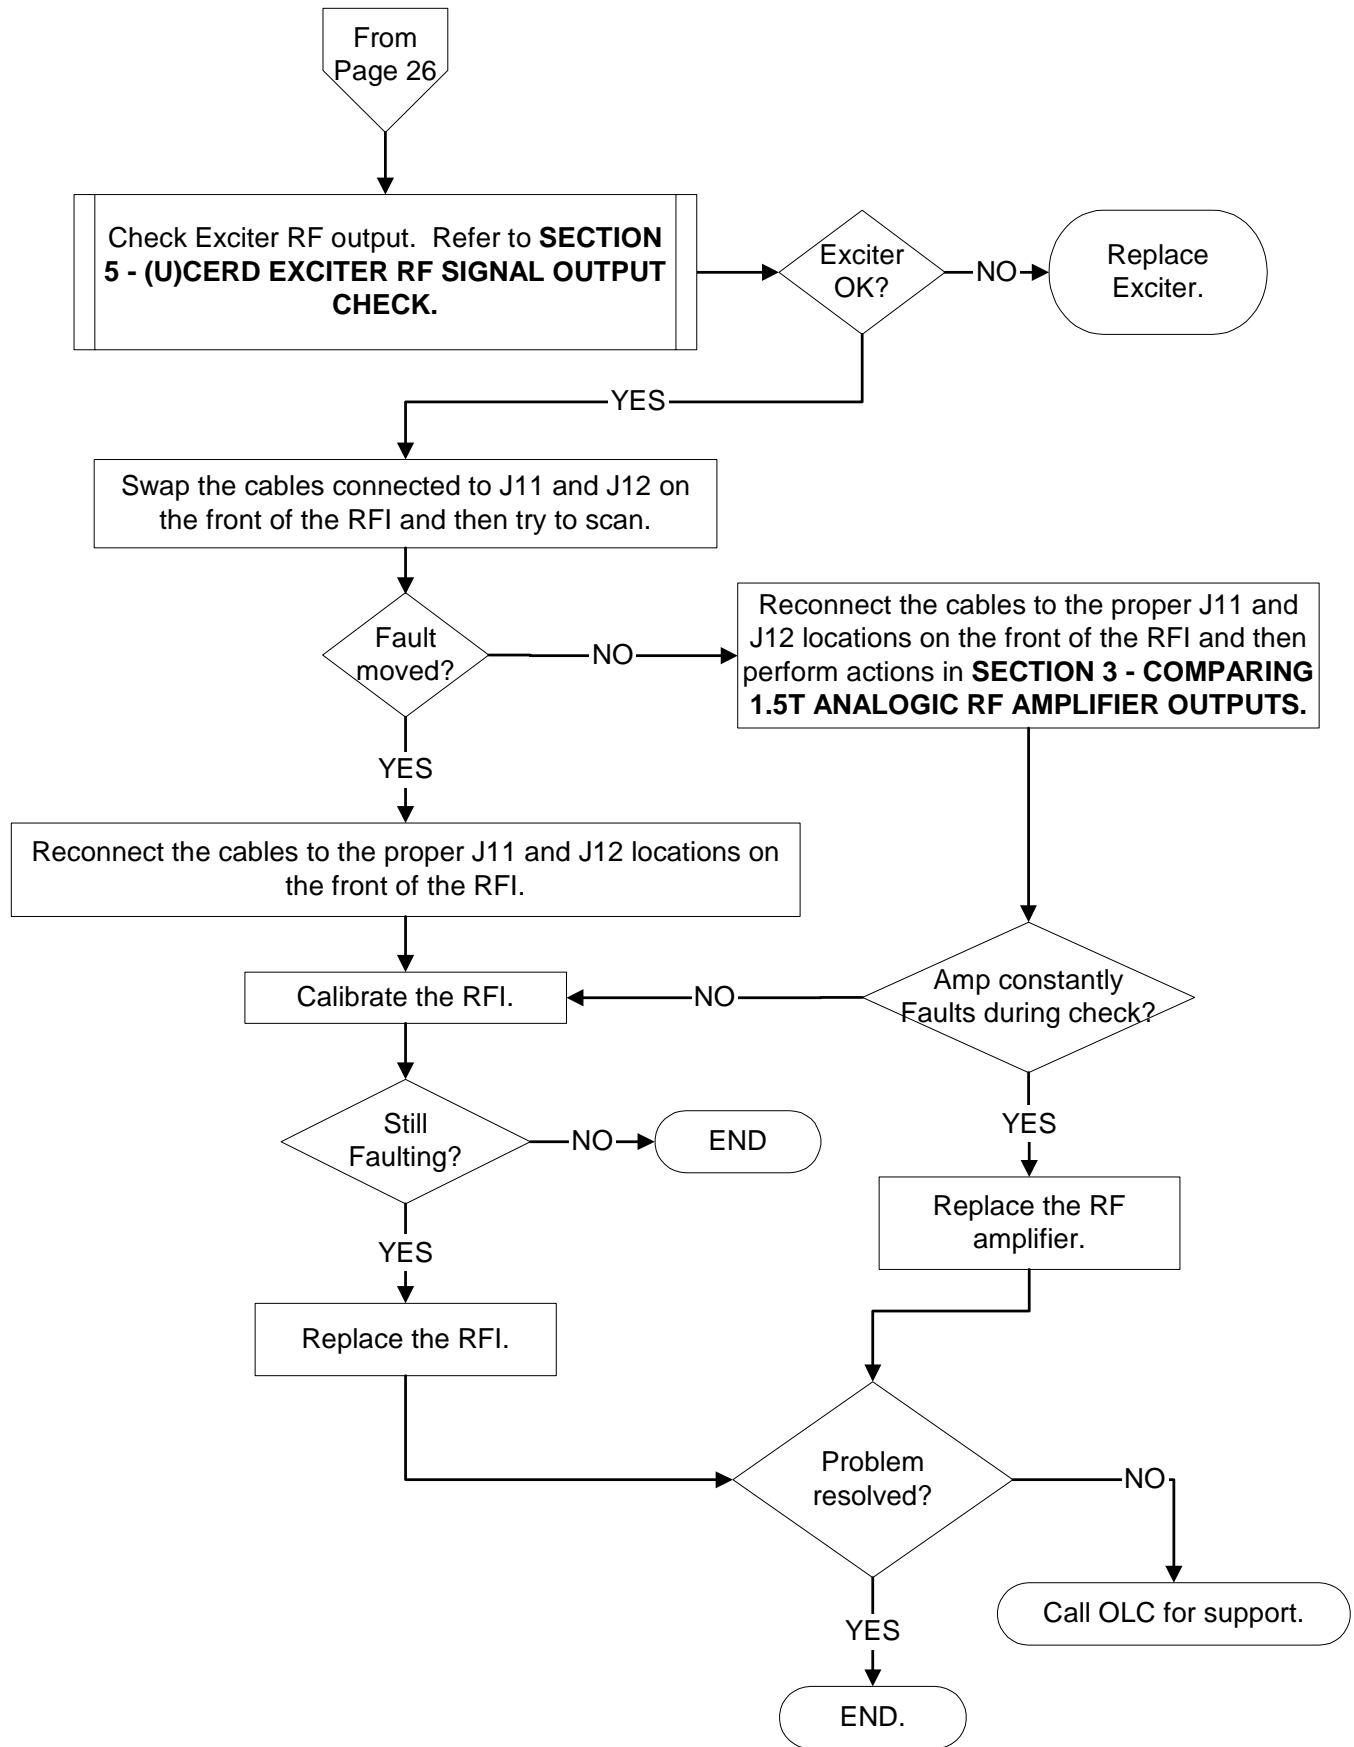 From
Page 26
Check Exciter RF output.  Refer to SECTION
5 - (U)CERD EXCITER RF SIGNAL OUTPUT
CHECK.
Exciter
OK?
NO
Replace
Exciter.
YES
Swap the cables connected to J11 and J12 on
the front of the RFI and then try to scan.
Fault
moved?
NO
Reconnect the cables to the proper J11 and
J12 locations on the front of the RFI and then
perform actions in SECTION 3 - COMPARING
1.5T ANALOGIC RF AMPLIFIER OUTPUTS.
YES
Reconnect the cables to the proper J11 and J12 locations on
the front of the RFI.
Calibrate the RFI.
NO
Amp constantly
Faults during check?
Still
Faulting?
NO
END
YES
Replace the RF
amplifier.
YES
Replace the RFI.
Problem
resolved?
NO
Call OLC for support.
YES
END.